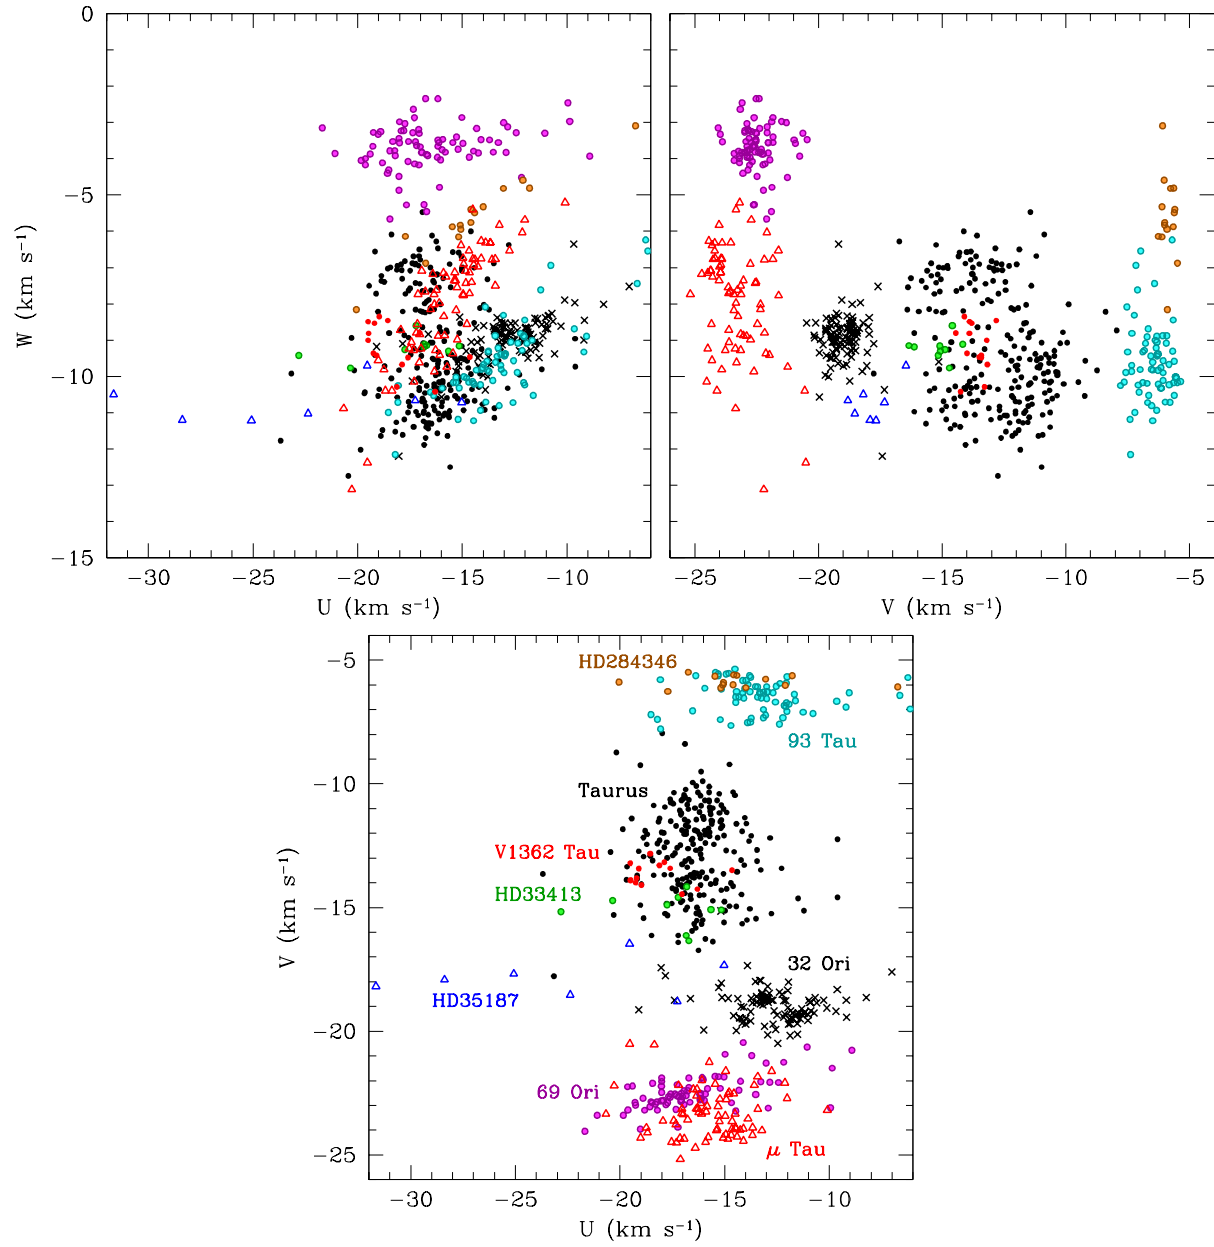 0
−5
−10
−15
W (km s⁻¹)
−30 −25 −20 −15 −10
U (km s⁻¹)
−25 −20 −15 −10 −5
V (km s⁻¹)
−5
−10
−15
−20
−25
V (km s⁻¹)
HD284346
93 Tau
Taurus
V1362 Tau
HD33413
32 Ori
HD35187
69 Ori
μ Tau
−30 −25 −20 −15 −10
U (km s⁻¹)